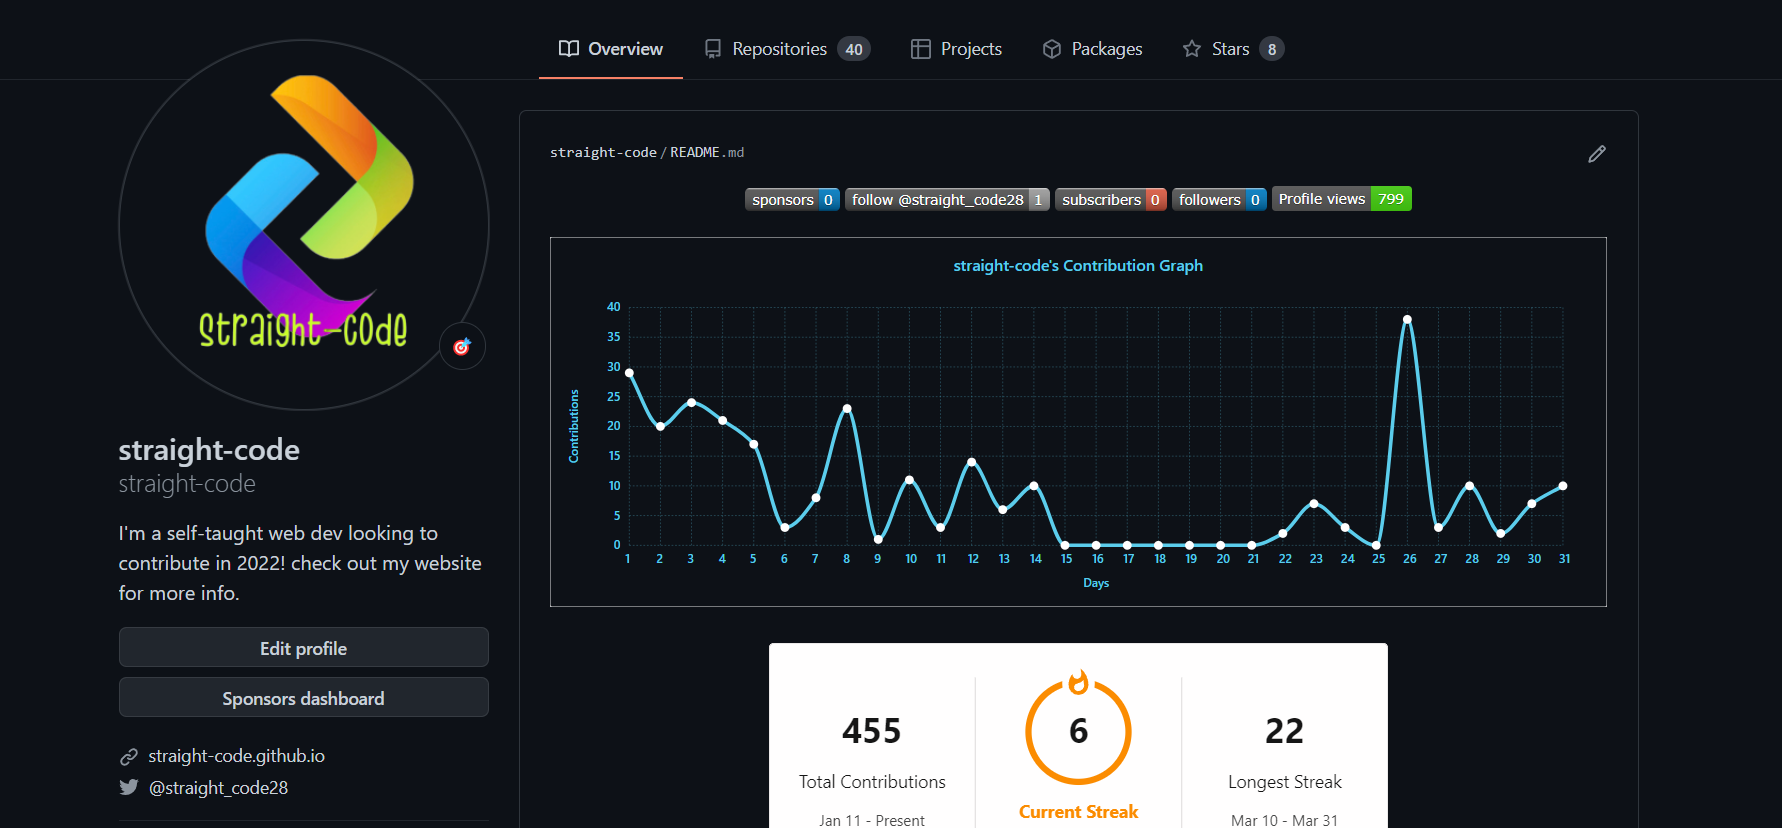 Overview
Repositories 40
Projects
Packages
Stars 8
straight-code
straight-code
straight-code
I'm a self-taught web dev looking to
contribute in 2022! check out my website
for more info.
Edit profile
Sponsors dashboard
straight-code.github.io
@straight_code28
straight-code/README.md
sponsors 0
follow @straight_code28 1
subscribers 0
followers 0
Profile views 799
straight-code's Contribution Graph
Contributions
40
35
30
25
20
15
10
5
0
1 2 3 4 5 6 7 8 9 10 11 12 13 14 15 16 17 18 19 20 21 22 23 24 25 26 27 28 29 30 31
Days
455
Total Contributions
Jan 11 - Present
6
Current Streak
22
Longest Streak
Mar 10 - Mar 31